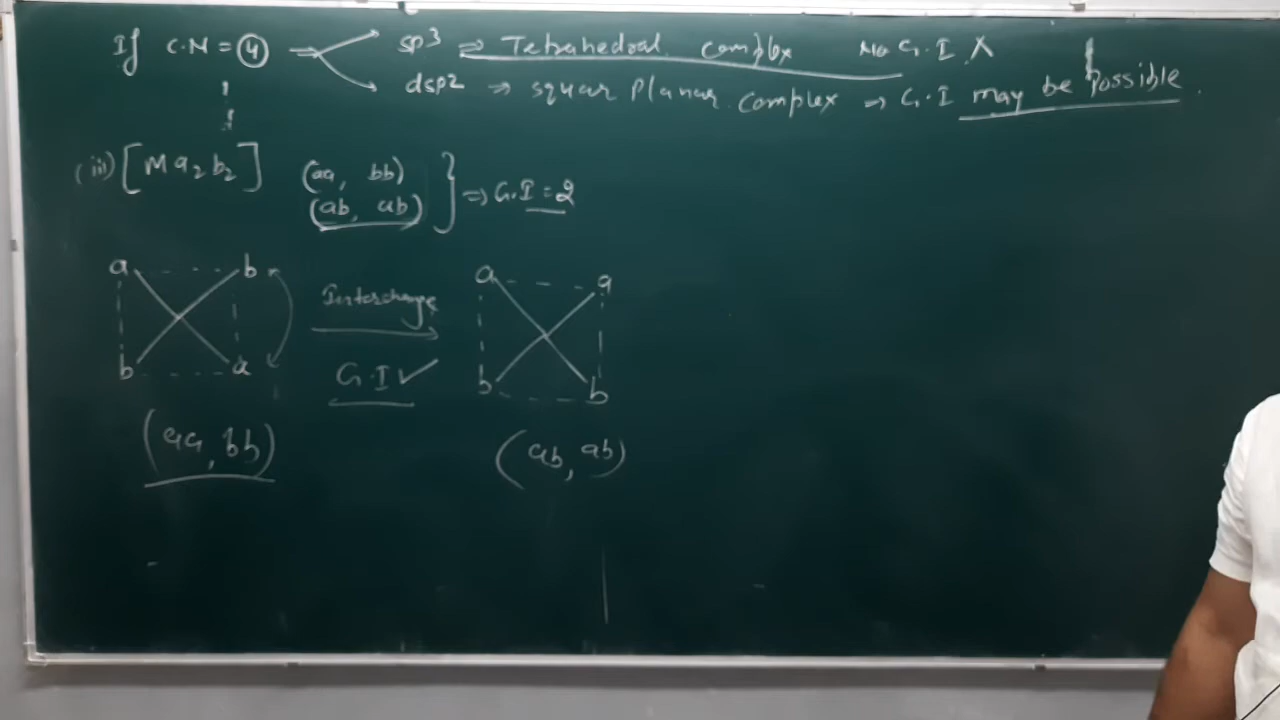 If C.N = 4 ⇒ sp3 ⇒ Tetrahedral complex No G.I X
dsp2 ⇒ squar Planar complex ⇒ G.I may be Possible.
(iii) [Ma2b2] (aa, bb)
(ab, ab) } ⇒ G.I = 2
a b Interchange a a
b a G.I ✓ b b
(aa, bb) (ab, ab)